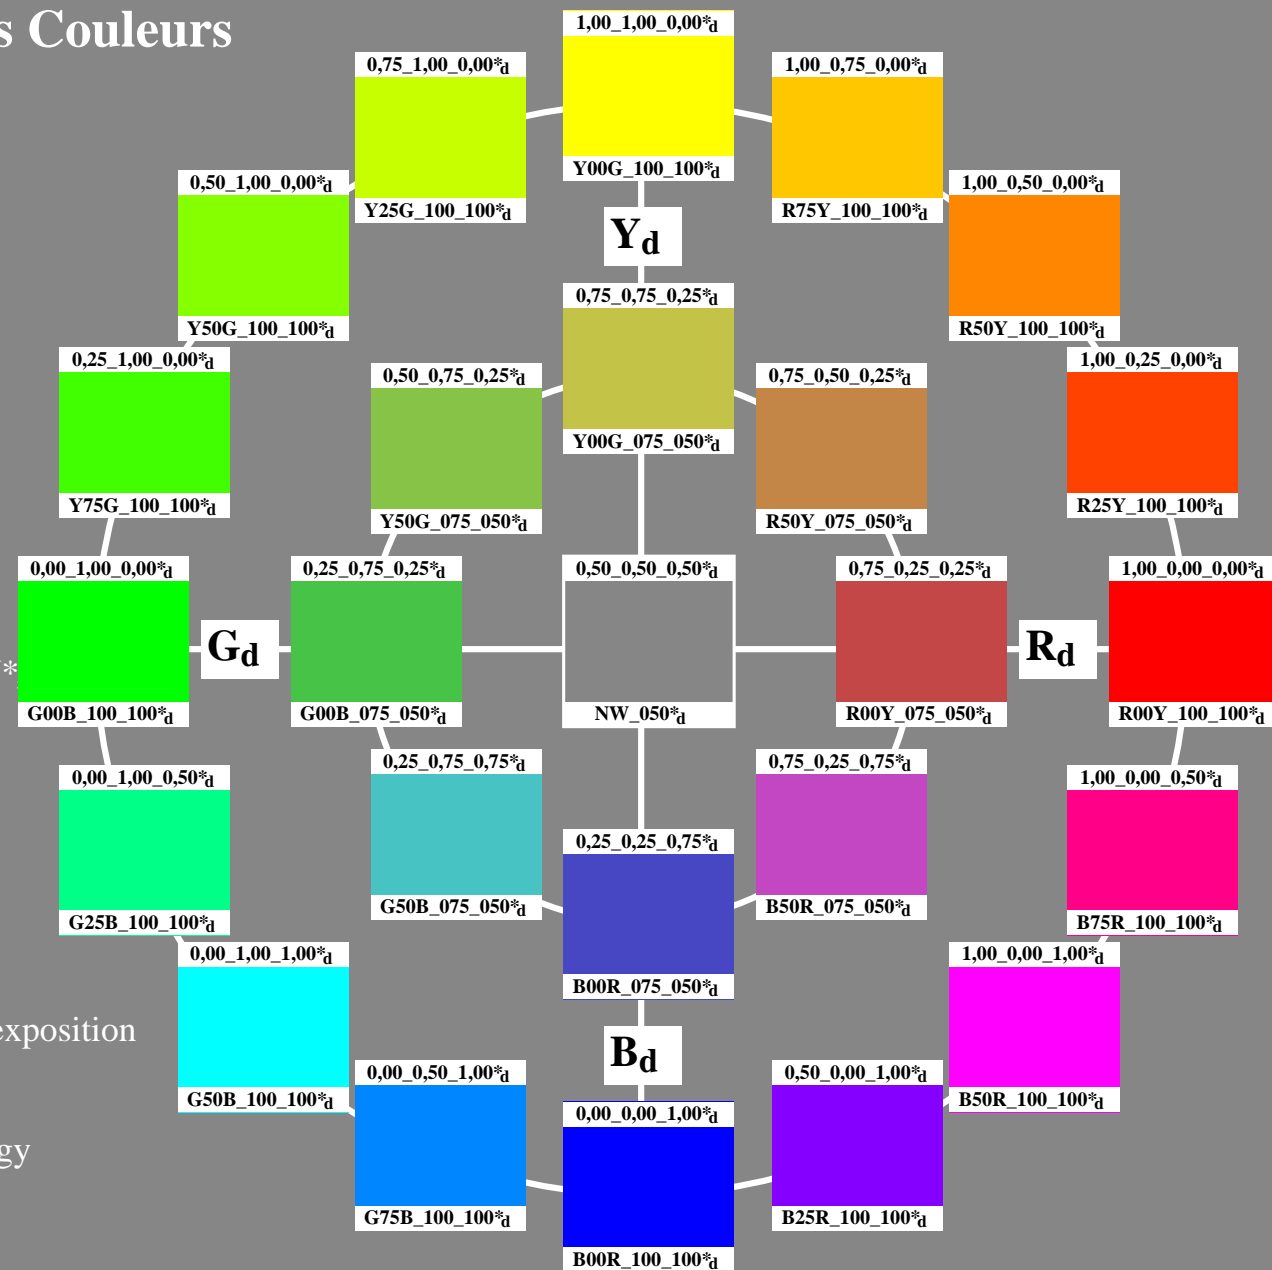 s Couleurs
1,00_1,00_0,00*d
0,75_1,00_0,00*d
1,00_0,75_0,00*d
Y00G_100_100*d
0,50_1,00_0,00*d
1,00_0,50_0,00*d
Y25G_100_100*d
R75Y_100_100*d
Yd
0,75_0,75_0,25*d
Y50G_100_100*d
R50Y_100_100*d
0,25_1,00_0,00*d
1,00_0,25_0,00*d
0,50_0,75_0,25*d
0,75_0,50_0,25*d
Y00G_075_050*d
Y75G_100_100*d
R25Y_100_100*d
Y50G_075_050*d
R50Y_075_050*d
0,00_1,00_0,00*d
0,25_0,75_0,25*d
0,50_0,50_0,50*d
0,75_0,25_0,25*d
1,00_0,00_0,00*d
Gd
Rd
G00B_100_100*d
G00B_075_050*d
NW_050*d
R00Y_075_050*d
R00Y_100_100*d
0,25_0,75_0,75*d
0,75_0,25_0,75*d
0,00_1,00_0,50*d
1,00_0,00_0,50*d
0,25_0,25_0,75*d
G50B_075_050*d
B50R_075_050*d
G25B_100_100*d
B75R_100_100*d
0,00_1,00_1,00*d
1,00_0,00_1,00*d
B00R_075_050*d
exposition
Bd
0,00_0,50_1,00*d
0,50_0,00_1,00*d
G50B_100_100*d
B50R_100_100*d
0,00_0,00_1,00*d
gy
G75B_100_100*d
B25R_100_100*d
B00R_100_100*d